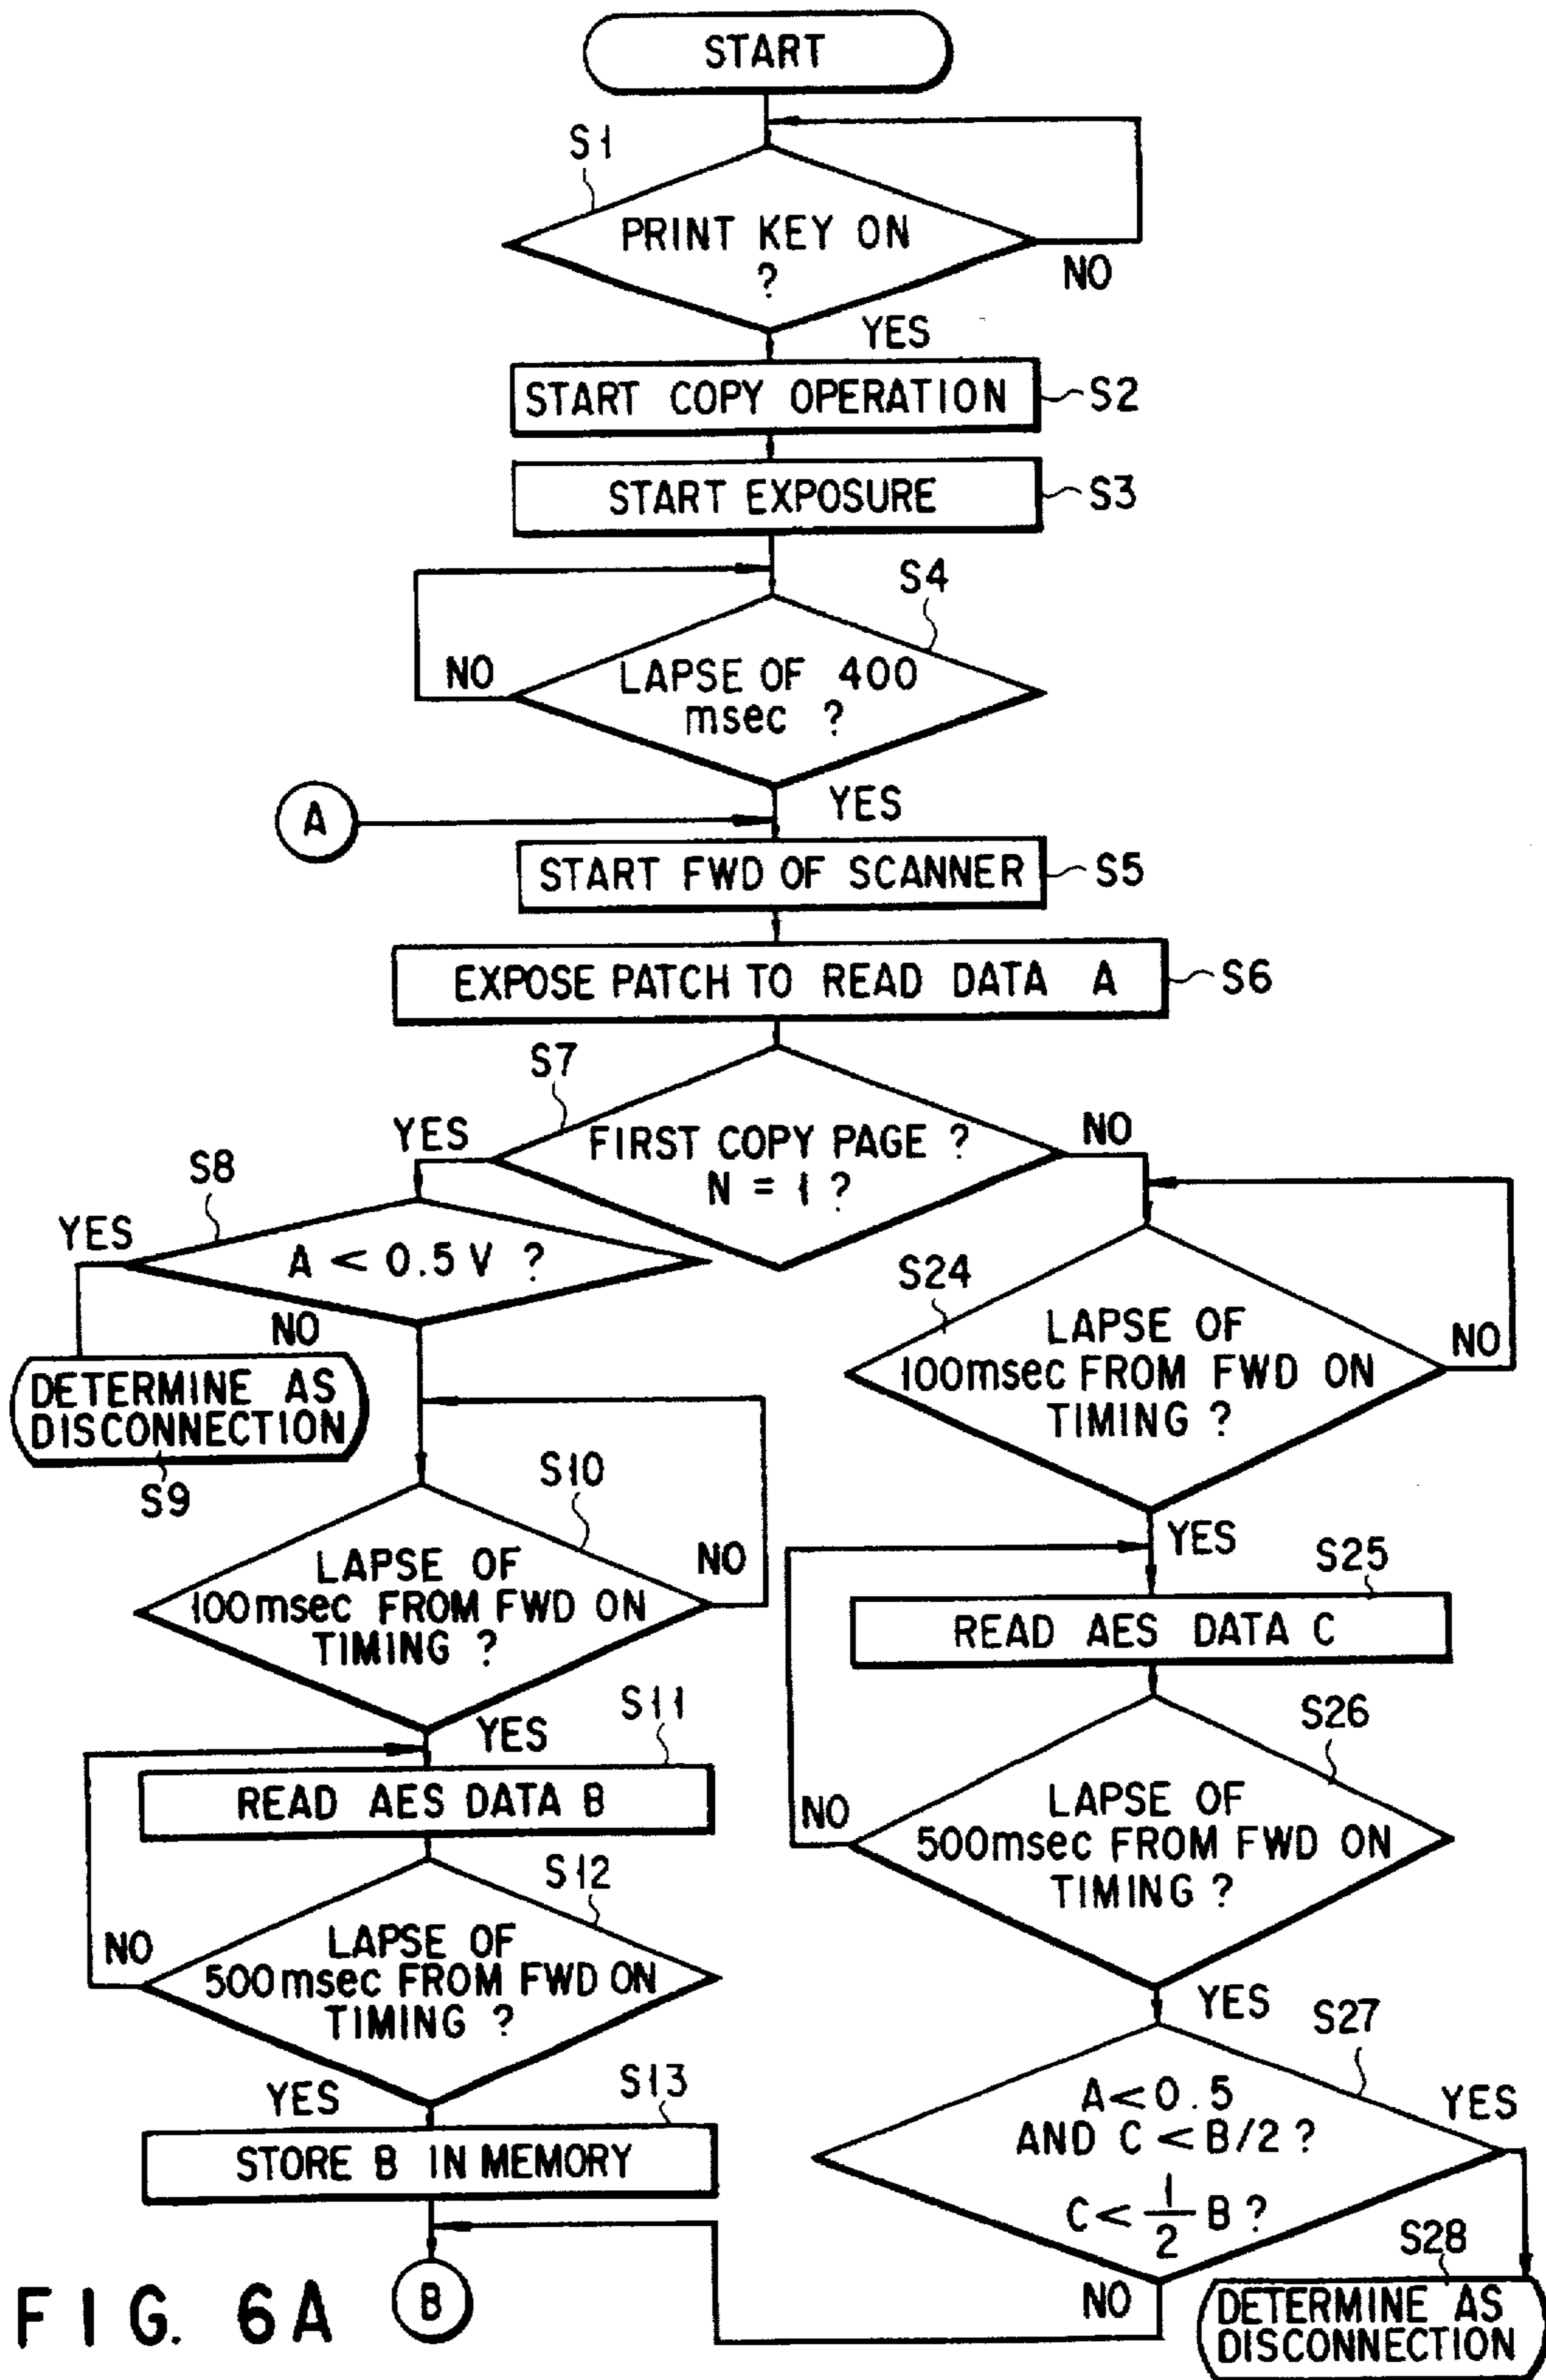 START
S1
PRINT KEY ON
?
NO
YES
START COPY OPERATION
S2
START EXPOSURE
S3
S4
NO
LAPSE OF 400
msec ?
YES
A
START FWD OF SCANNER
S5
EXPOSE PATCH TO READ DATA A
S6
S7
YES
FIRST COPY PAGE ?
N = 1 ?
NO
S8
YES
A < 0.5 V ?
NO
DETERMINE AS
DISCONNECTION
S9
S10
LAPSE OF
100msec FROM FWD ON
TIMING ?
NO
YES
S11
READ AES DATA B
S12
NO
LAPSE OF
500msec FROM FWD ON
TIMING ?
YES
S13
STORE B IN MEMORY
B
S24
LAPSE OF
100msec FROM FWD ON
TIMING ?
NO
YES
S25
READ AES DATA C
S26
NO
LAPSE OF
500msec FROM FWD ON
TIMING ?
YES
S27
A<0.5
AND C < B/2 ?
C < 1/2 B ?
YES
NO
S28
DETERMINE AS
DISCONNECTION
FIG. 6A